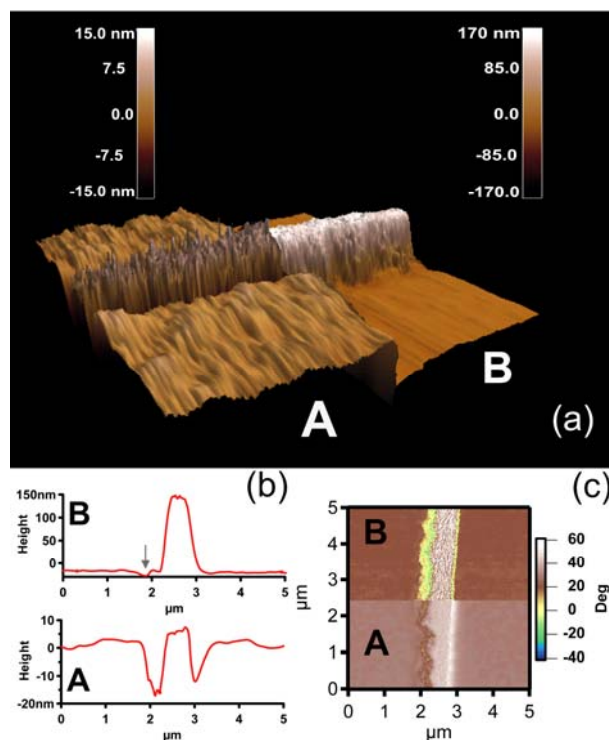 15.0 nm
7.5
0.0
-7.5
-15.0 nm
170 nm
85.0
0.0
-85.0
-170.0
A
B
(a)
(b)
B
Height
150nm
100
50
0
0 1 2 3 4 5
µm
A
Height
10
0
-10
-20nm
0 1 2 3 4 5
µm
(c)
B
A
µm
5
4
3
2
1
0
0 1 2 3 4 5
µm
60
40
20
0
-20
-40
Deg